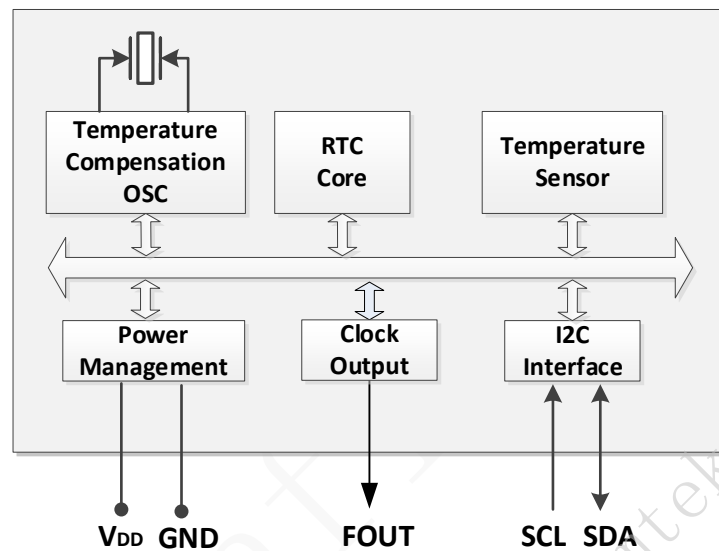 Temperature
Compensation
OSC
RTC
Core
Temperature
Sensor
Power
Management
Clock
Output
I2C
Interface
VDD GND FOUT SCL SDA